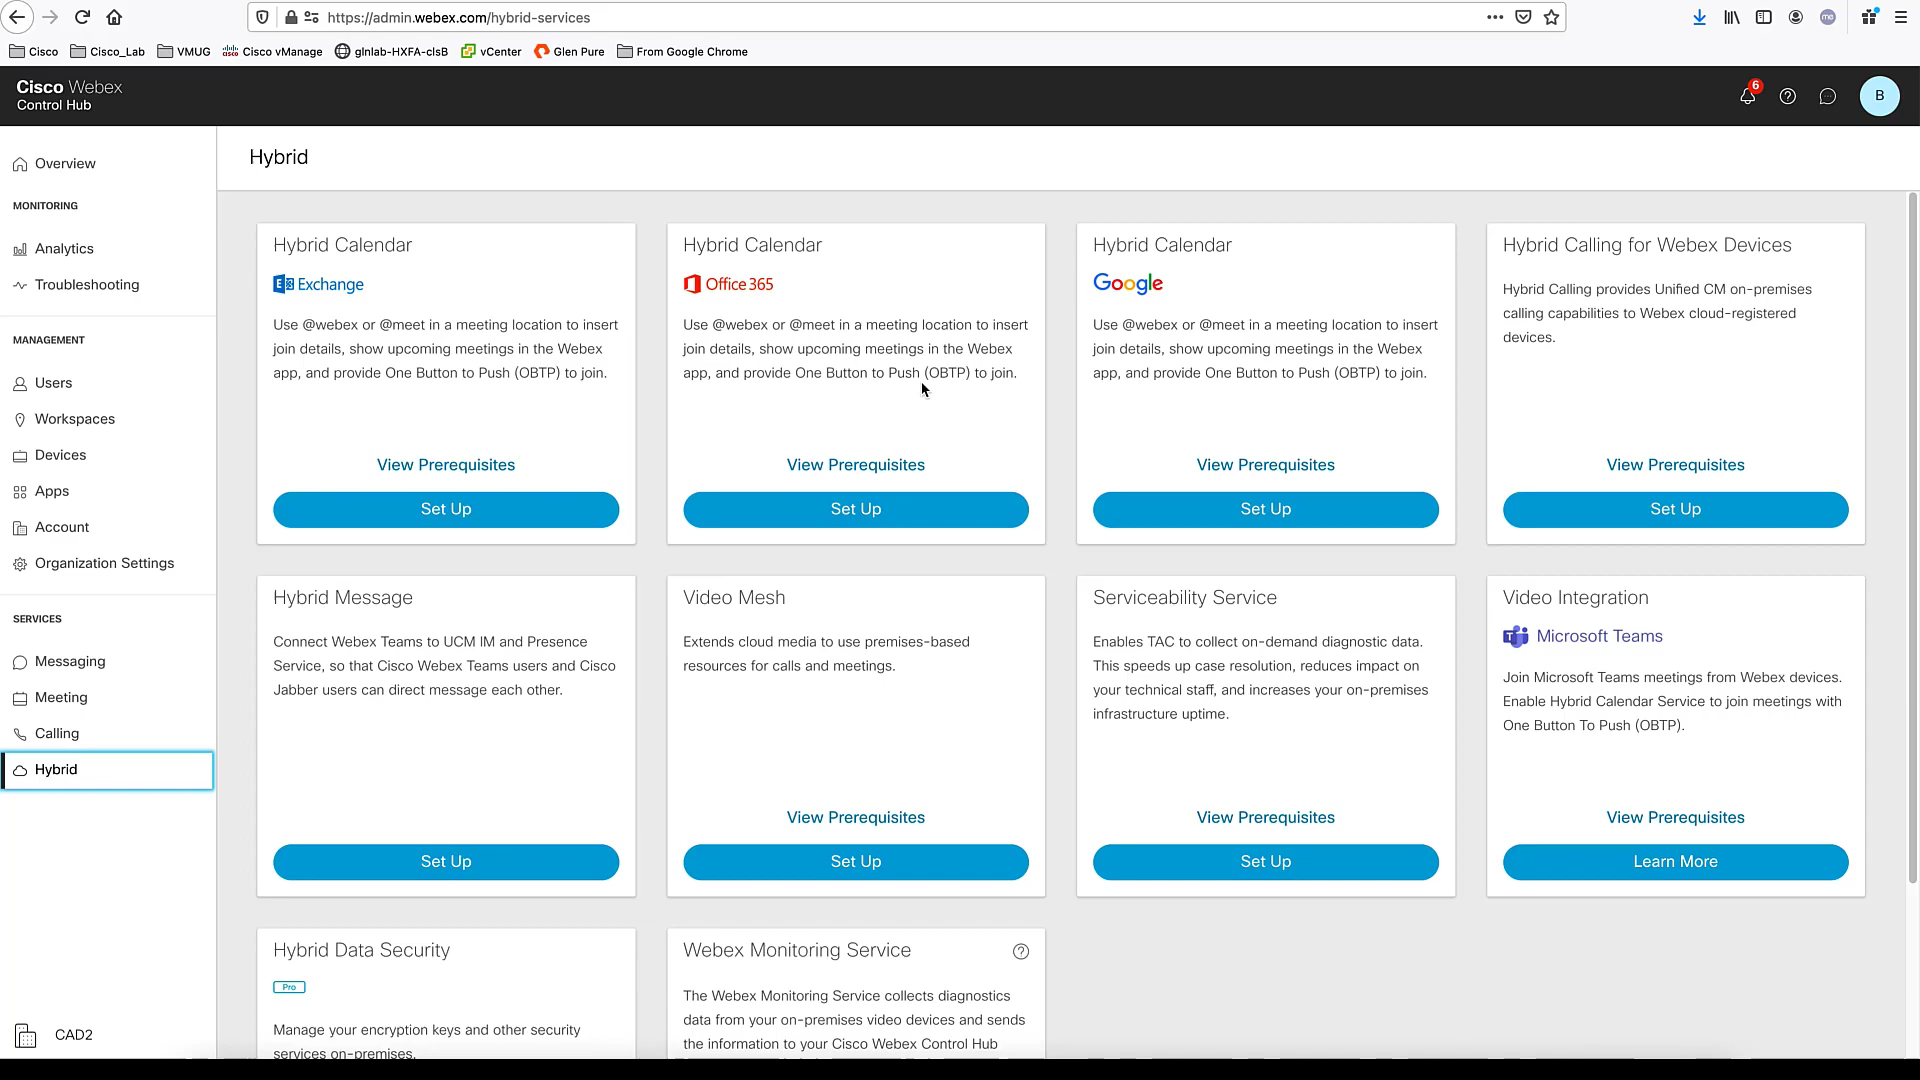 https://admin.webex.com/hybrid-services
Cisco Cisco_Lab VMUG Cisco vManage glnlab-HXFA-clsB vCenter Glen Pure From Google Chrome
Cisco Webex
Control Hub
6
B
Overview
MONITORING
Analytics
Troubleshooting
MANAGEMENT
Users
Workspaces
Devices
Apps
Account
Organization Settings
SERVICES
Messaging
Meeting
Calling
Hybrid
CAD2
Hybrid
Hybrid Calendar
Exchange
Use @webex or @meet in a meeting location to insert
join details, show upcoming meetings in the Webex
app, and provide One Button to Push (OBTP) to join.
View Prerequisites
Set Up
Hybrid Calendar
Office 365
Use @webex or @meet in a meeting location to insert
join details, show upcoming meetings in the Webex
app, and provide One Button to Push (OBTP) to join.
View Prerequisites
Set Up
Hybrid Calendar
Google
Use @webex or @meet in a meeting location to insert
join details, show upcoming meetings in the Webex
app, and provide One Button to Push (OBTP) to join.
View Prerequisites
Set Up
Hybrid Calling for Webex Devices
Hybrid Calling provides Unified CM on-premises
calling capabilities to Webex cloud-registered
devices.
View Prerequisites
Set Up
Hybrid Message
Connect Webex Teams to UCM IM and Presence
Service, so that Cisco Webex Teams users and Cisco
Jabber users can direct message each other.
Set Up
Video Mesh
Extends cloud media to use premises-based
resources for calls and meetings.
View Prerequisites
Set Up
Serviceability Service
Enables TAC to collect on-demand diagnostic data.
This speeds up case resolution, reduces impact on
your technical staff, and increases your on-premises
infrastructure uptime.
View Prerequisites
Set Up
Video Integration
Microsoft Teams
Join Microsoft Teams meetings from Webex devices.
Enable Hybrid Calendar Service to join meetings with
One Button To Push (OBTP).
View Prerequisites
Learn More
Hybrid Data Security
Pro
Manage your encryption keys and other security
services on-premises.
Webex Monitoring Service
The Webex Monitoring Service collects diagnostics
data from your on-premises video devices and sends
the information to your Cisco Webex Control Hub